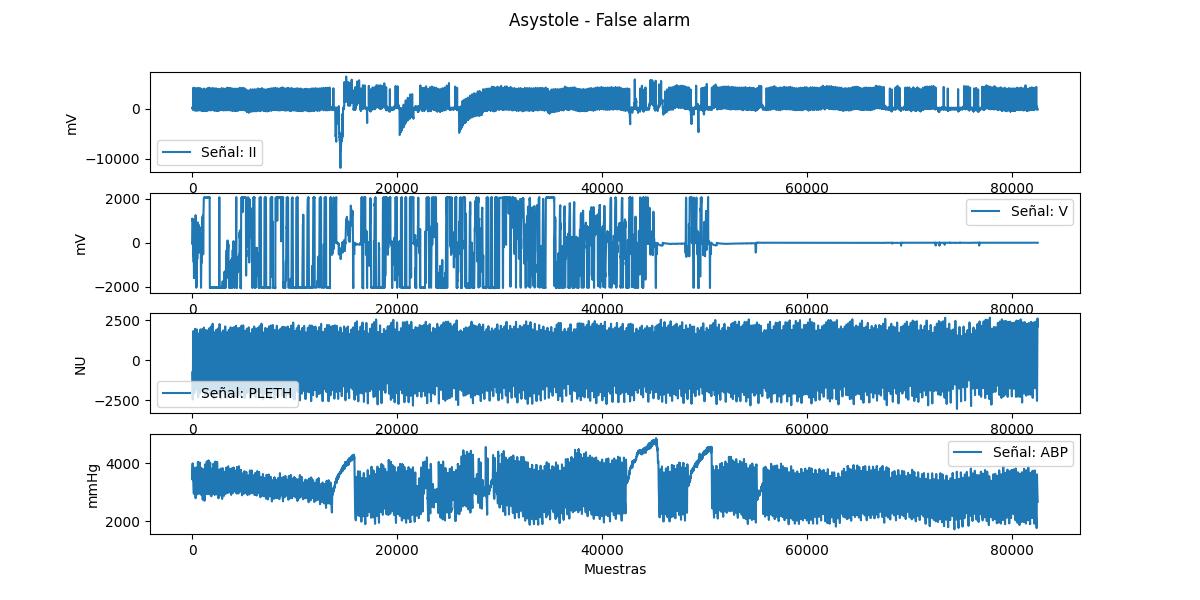 Asystole - False alarm
mV
0
−10000
Señal: II
0 20000 40000 60000 80000
mV
2000
0
−2000
Señal: V
0 20000 40000 60000 80000
NU
2500
0
−2500
Señal: PLETH
0 20000 40000 60000 80000
mmHg
4000
2000
Señal: ABP
0 20000 40000 60000 80000
Muestras